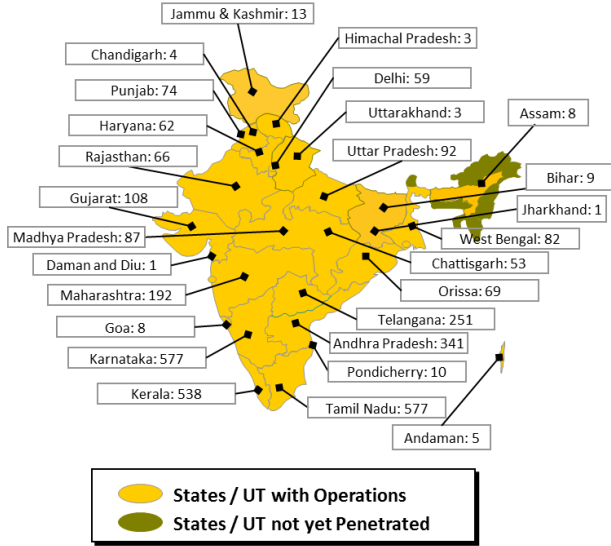 Jammu & Kashmir: 13
Himachal Pradesh: 3
Chandigarh: 4
Delhi: 59
Punjab: 74
Uttarakhand: 3
Assam: 8
Haryana: 62
Uttar Pradesh: 92
Rajasthan: 66
Bihar: 9
Gujarat: 108
Jharkhand: 1
Madhya Pradesh: 87
West Bengal: 82
Daman and Diu: 1
Chattisgarh: 53
Maharashtra: 192
Orissa: 69
Goa: 8
Telangana: 251
Andhra Pradesh: 341
Karnataka: 577
Pondicherry: 10
Kerala: 538
Tamil Nadu: 577
Andaman: 5
States / UT with Operations
States / UT not yet Penetrated